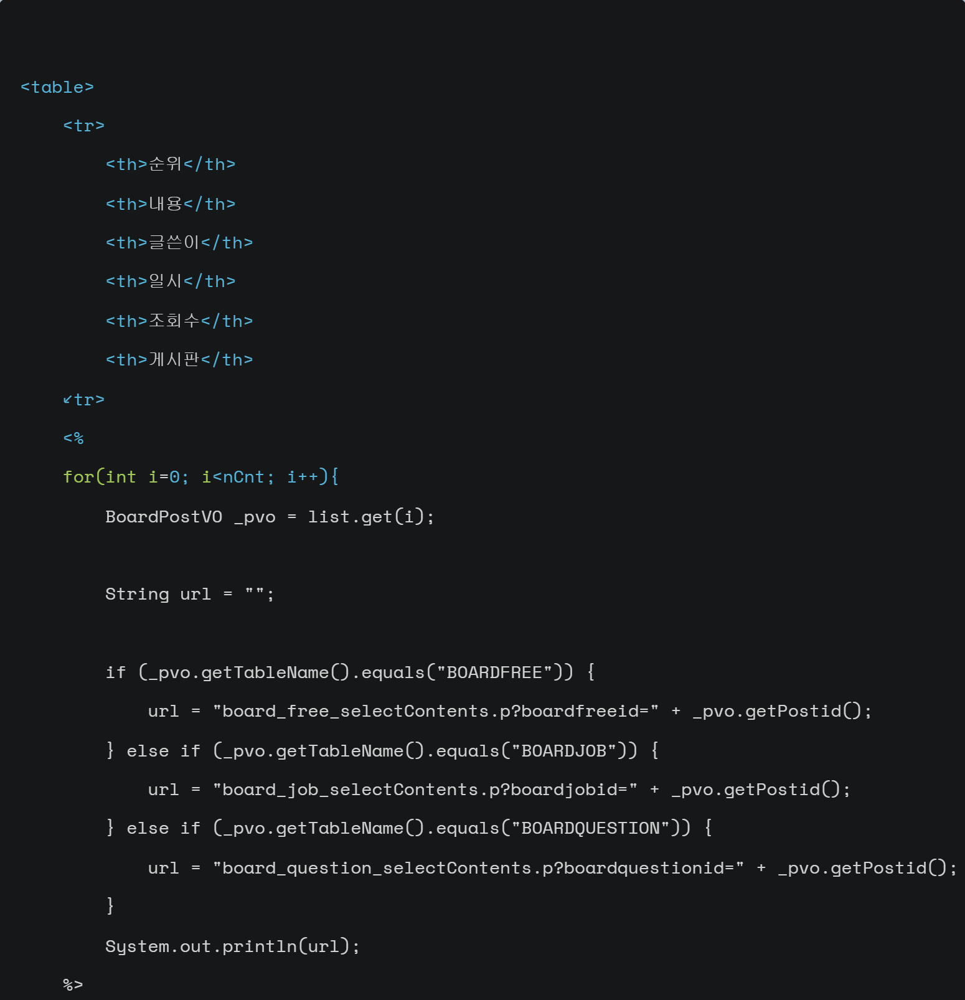 <table>
    <tr>
        <th>순위</th>
        <th>내용</th>
        <th>글쓴이</th>
        <th>일시</th>
        <th>조회수</th>
        <th>게시판</th>
    ↙tr>
    <%
    for(int i=0; i<nCnt; i++){
        BoardPostVO _pvo = list.get(i);
        String url = "";
        if (_pvo.getTableName().equals("BOARDFREE")) {
            url = "board_free_selectContents.p?boardfreeid=" + _pvo.getPostid();
        } else if (_pvo.getTableName().equals("BOARDJOB")) {
            url = "board_job_selectContents.p?boardjobid=" + _pvo.getPostid();
        } else if (_pvo.getTableName().equals("BOARDQUESTION")) {
            url = "board_question_selectContents.p?boardquestionid=" + _pvo.getPostid();
        }
        System.out.println(url);
    %>